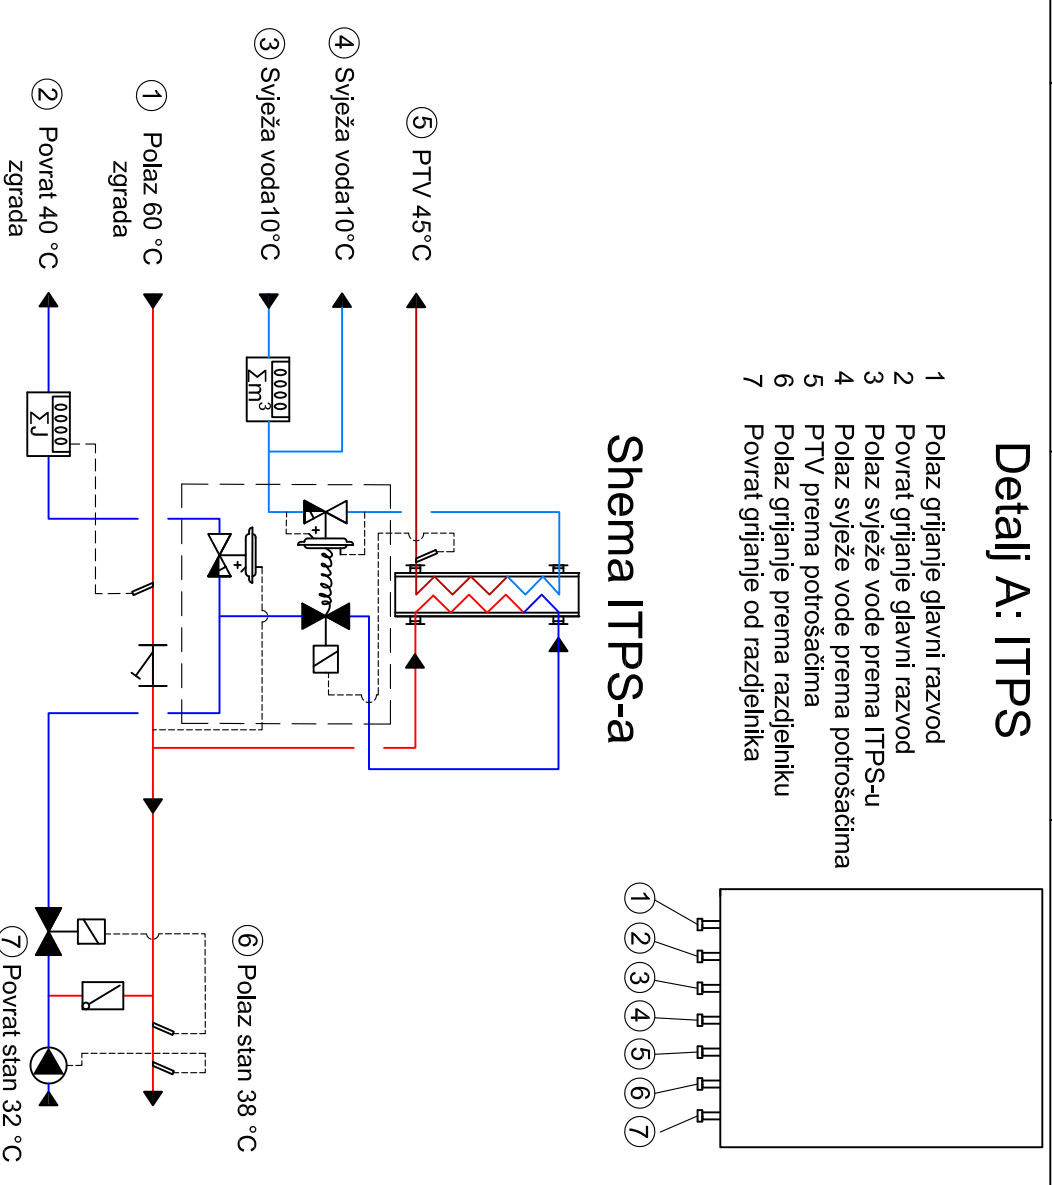 Detalj A: ITPS
1 Polaz grijanje glavni razvod
2 Povrat grijanje glavni razvod
3 Polaz svježe vode prema ITPS-u
4 Polaz svježe vode prema potrošačima
5 PTV prema potrošačima
6 Polaz grijanje prema razdjelniku
7 Povrat grijanje od razdjelnika
1
2
3
4
5
6
7
Shema ITPS-a
5 PTV 45°C
4 Svježa voda10°C
3 Svježa voda10°C
0000
Σm³
1 Polaz 60 °C
zgrada
2 Povrat 40 °C
zgrada
0000
ΣJ
+
+
6 Polaz stan 38 °C
7 Povrat stan 32 °C